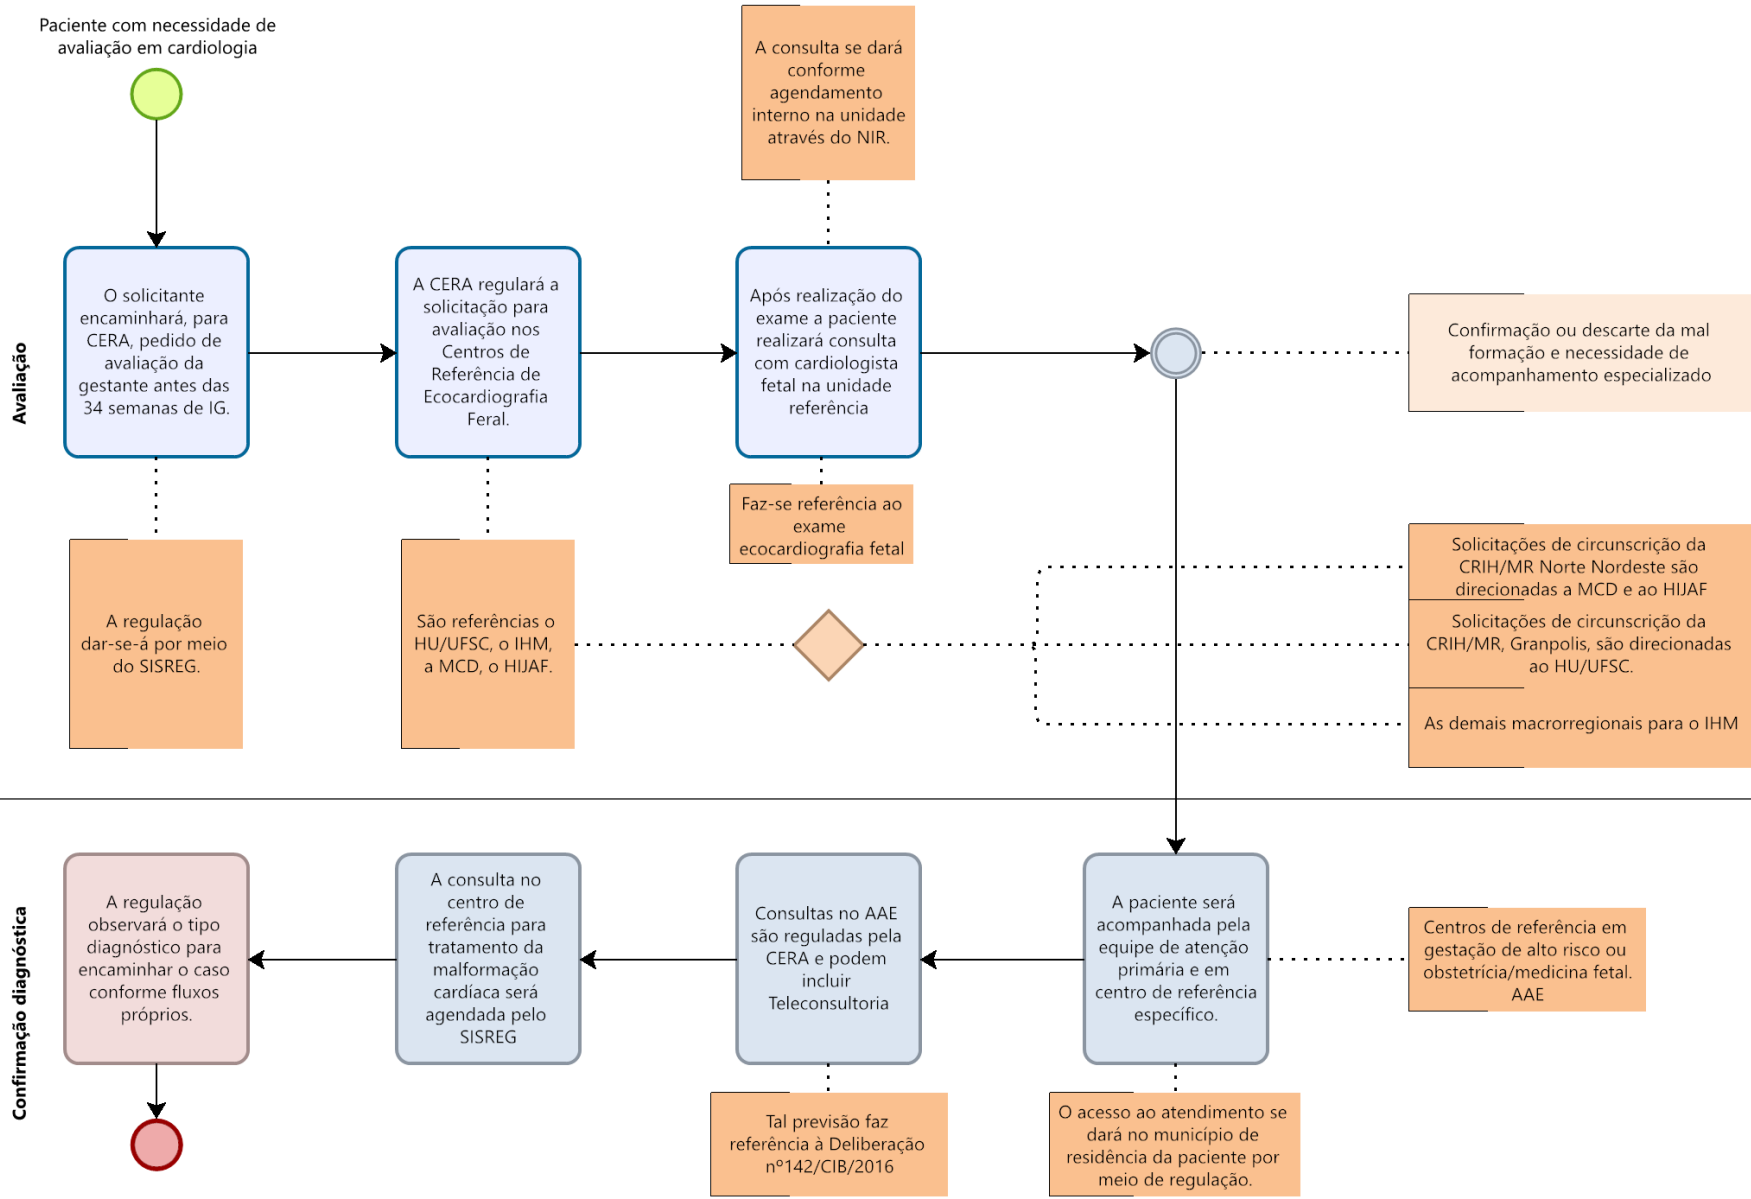 Paciente com necessidade de
avaliação em cardiologia
A consulta se dará
conforme
agendamento
interno na unidade
através do NIR.
Avaliação
O solicitante
encaminhará, para
CERA, pedido de
avaliação da
gestante antes das
34 semanas de IG.
A CERA regulará a
solicitação para
avaliação nos
Centros de
Referência de
Ecocardiografia
Feral.
Após realização do
exame a paciente
realizará consulta
com cardiologista
fetal na unidade
referência
Confirmação ou descarte da mal
formação e necessidade de
acompanhamento especializado
A regulação
dar-se-á por meio
do SISREG.
São referências o
HU/UFSC, o IHM,
a MCD, o HIJAF.
Faz-se referência ao
exame
ecocardiografia fetal
Solicitações de circunscrição da
CRIH/MR Norte Nordeste são
direcionadas a MCD e ao HIJAF
Solicitações de circunscrição da
CRIH/MR, Granpolis, são direcionadas
ao HU/UFSC.
As demais macrorregionais para o IHM
Confirmação diagnóstica
A regulação
observará o tipo
diagnóstico para
encaminhar o caso
conforme fluxos
próprios.
A consulta no
centro de
referência para
tratamento da
malformação
cardíaca será
agendada pelo
SISREG
Consultas no AAE
são reguladas pela
CERA e podem
incluir
Teleconsultoria
A paciente será
acompanhada pela
equipe de atenção
primária e em
centro de referência
específico.
Centros de referência em
gestação de alto risco ou
obstetrícia/medicina fetal.
AAE
Tal previsão faz
referência à Deliberação
nº142/CIB/2016
O acesso ao atendimento se
dará no município de
residência da paciente por
meio de regulação.